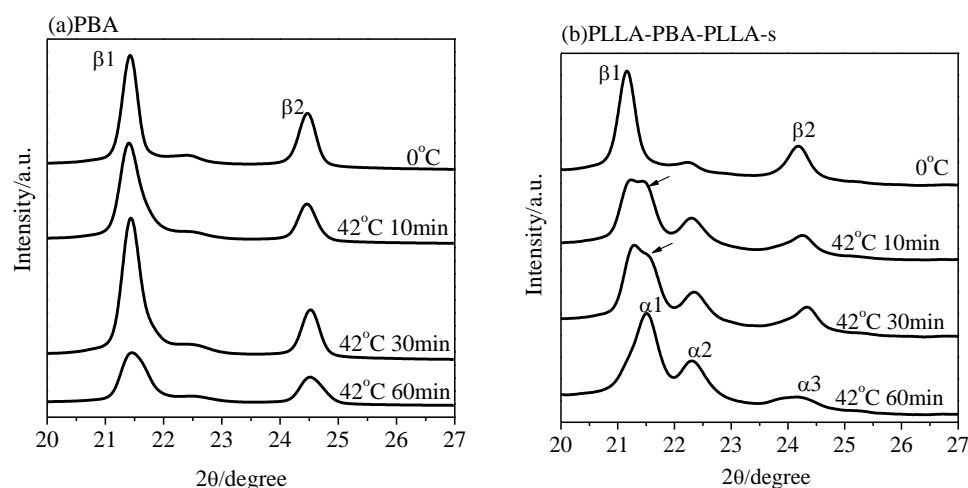 (a)PBA
β1
β2
0°C
42°C 10min
42°C 30min
42°C 60min
Intensity/a.u.
20 21 22 23 24 25 26 27
2θ/degree
(b)PLLA-PBA-PLLA-s
β1
β2
0°C
42°C 10min
42°C 30min
α1
α2
α3
42°C 60min
Intensity/a.u.
20 21 22 23 24 25 26 27
2θ/degree